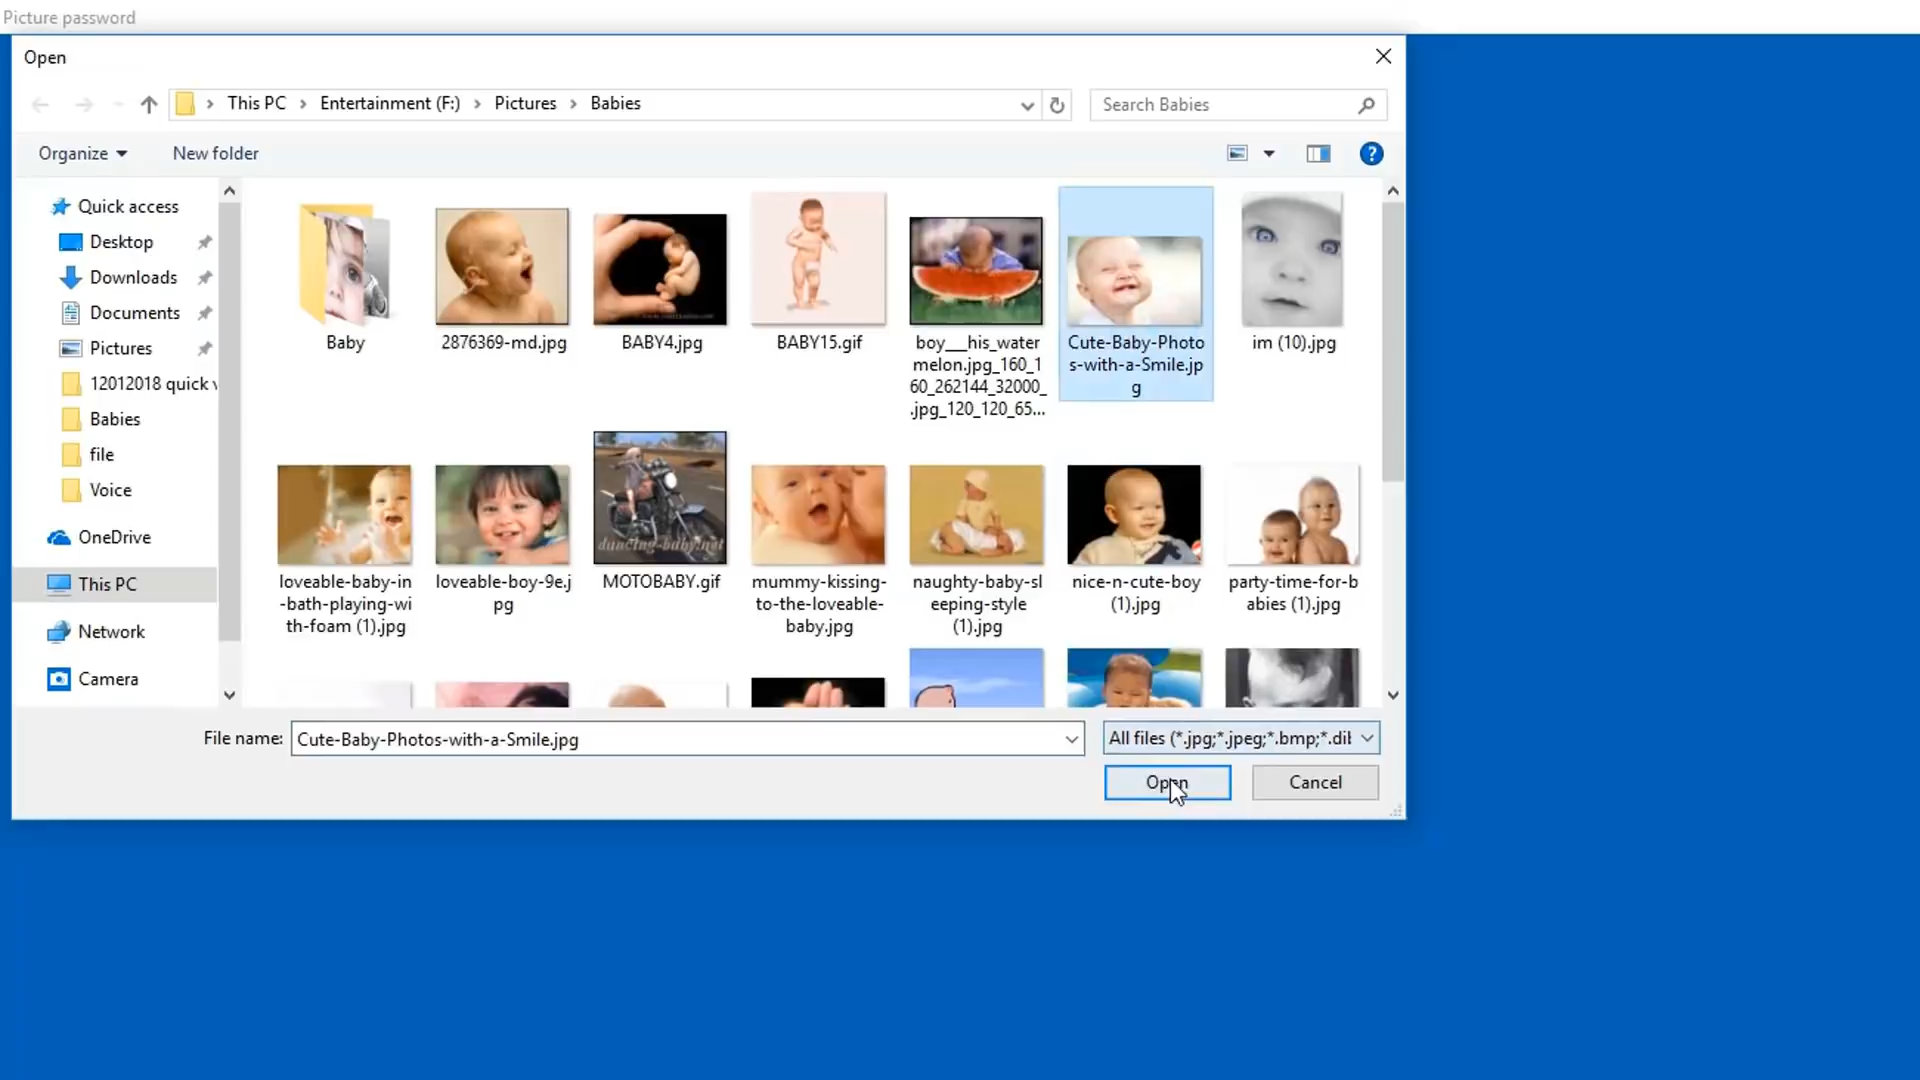 Picture password
Open
This PC
Entertainment (F:)
Pictures
Babies
Search Babies
Organize
New folder
?
Quick access
Desktop
Downloads
Documents
Pictures
12012018 quick v
Babies
file
Voice
OneDrive
This PC
Network
Camera
Baby
2876369-md.jpg
BABY4.jpg
BABY15.gif
boy___his_water
melon.jpg_160_1
60_262144_32000_
.jpg_120_120_65...
Cute-Baby-Photo
s-with-a-Smile.jp
g
im (10).jpg
dancing-baby.net
loveable-baby-in
-bath-playing-wi
th-foam (1).jpg
loveable-boy-9e.j
pg
MOTOBABY.gif
mummy-kissing-
to-the-loveable-
baby.jpg
naughty-baby-sl
eeping-style
(1).jpg
nice-n-cute-boy
(1).jpg
party-time-for-b
abies (1).jpg
File name:
Cute-Baby-Photos-with-a-Smile.jpg
All files (*.jpg;*.jpeg;*.bmp;*.dib
Open
Cancel